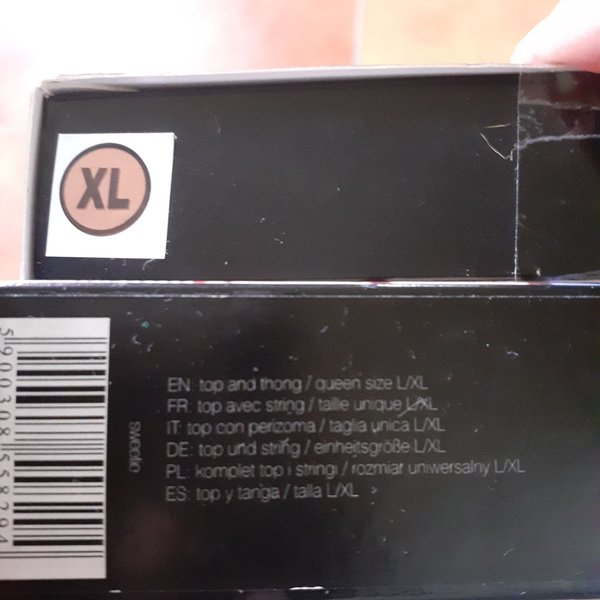 XL
EN: top and thong / queen size L/XL
FR: top avec string / taille unique L/XL
IT: top con perizoma / taglia unica L/XL
DE: top und string / einheitsgröße L/XL
PL: komplet top i stringi / rozmiar uniwersalny L/XL
ES: top y tanga / talla L/XL
5900308558294